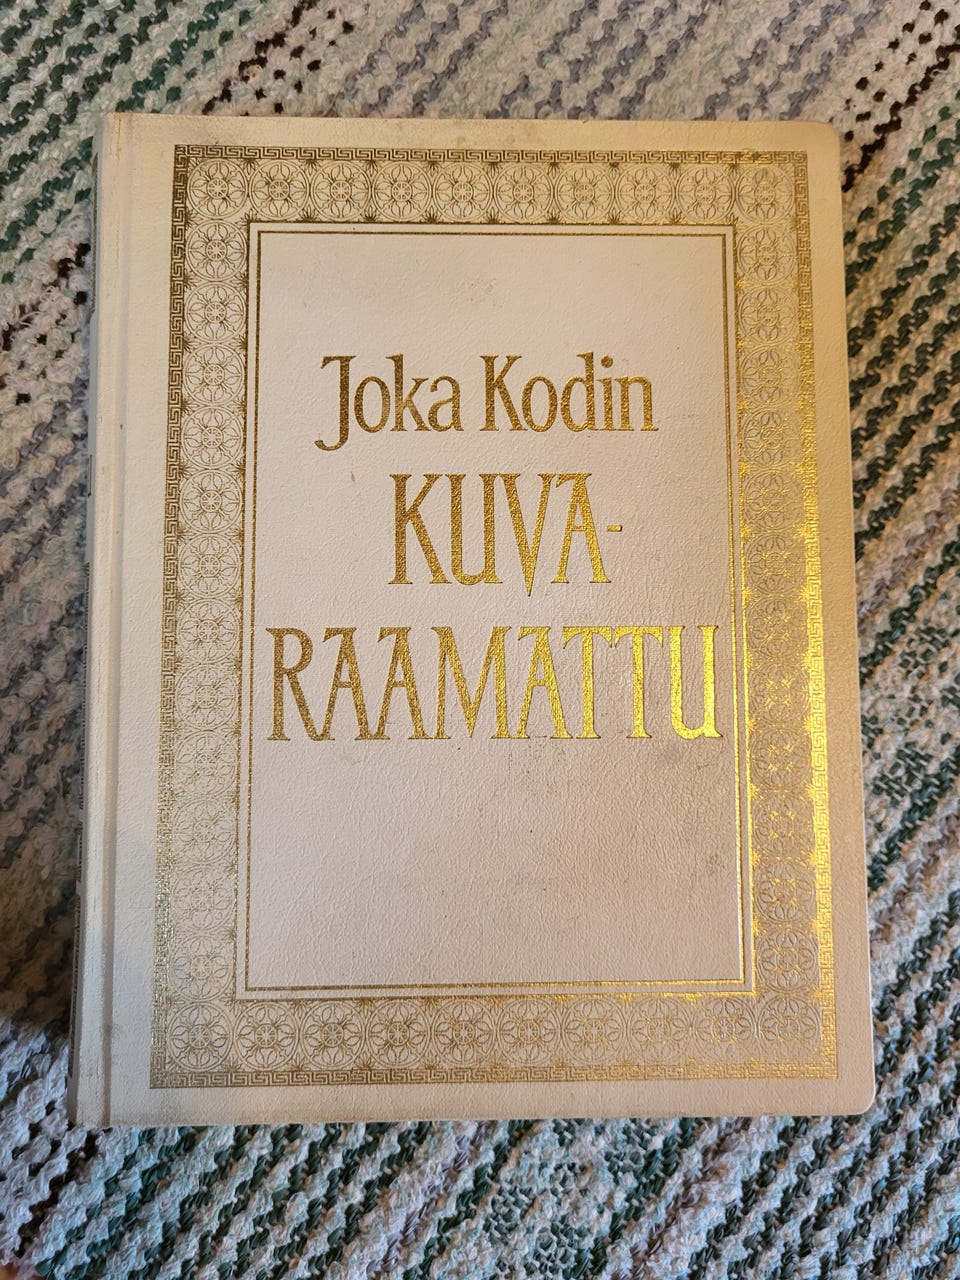 Joka Kodin
KUVA-
RAAMATTU